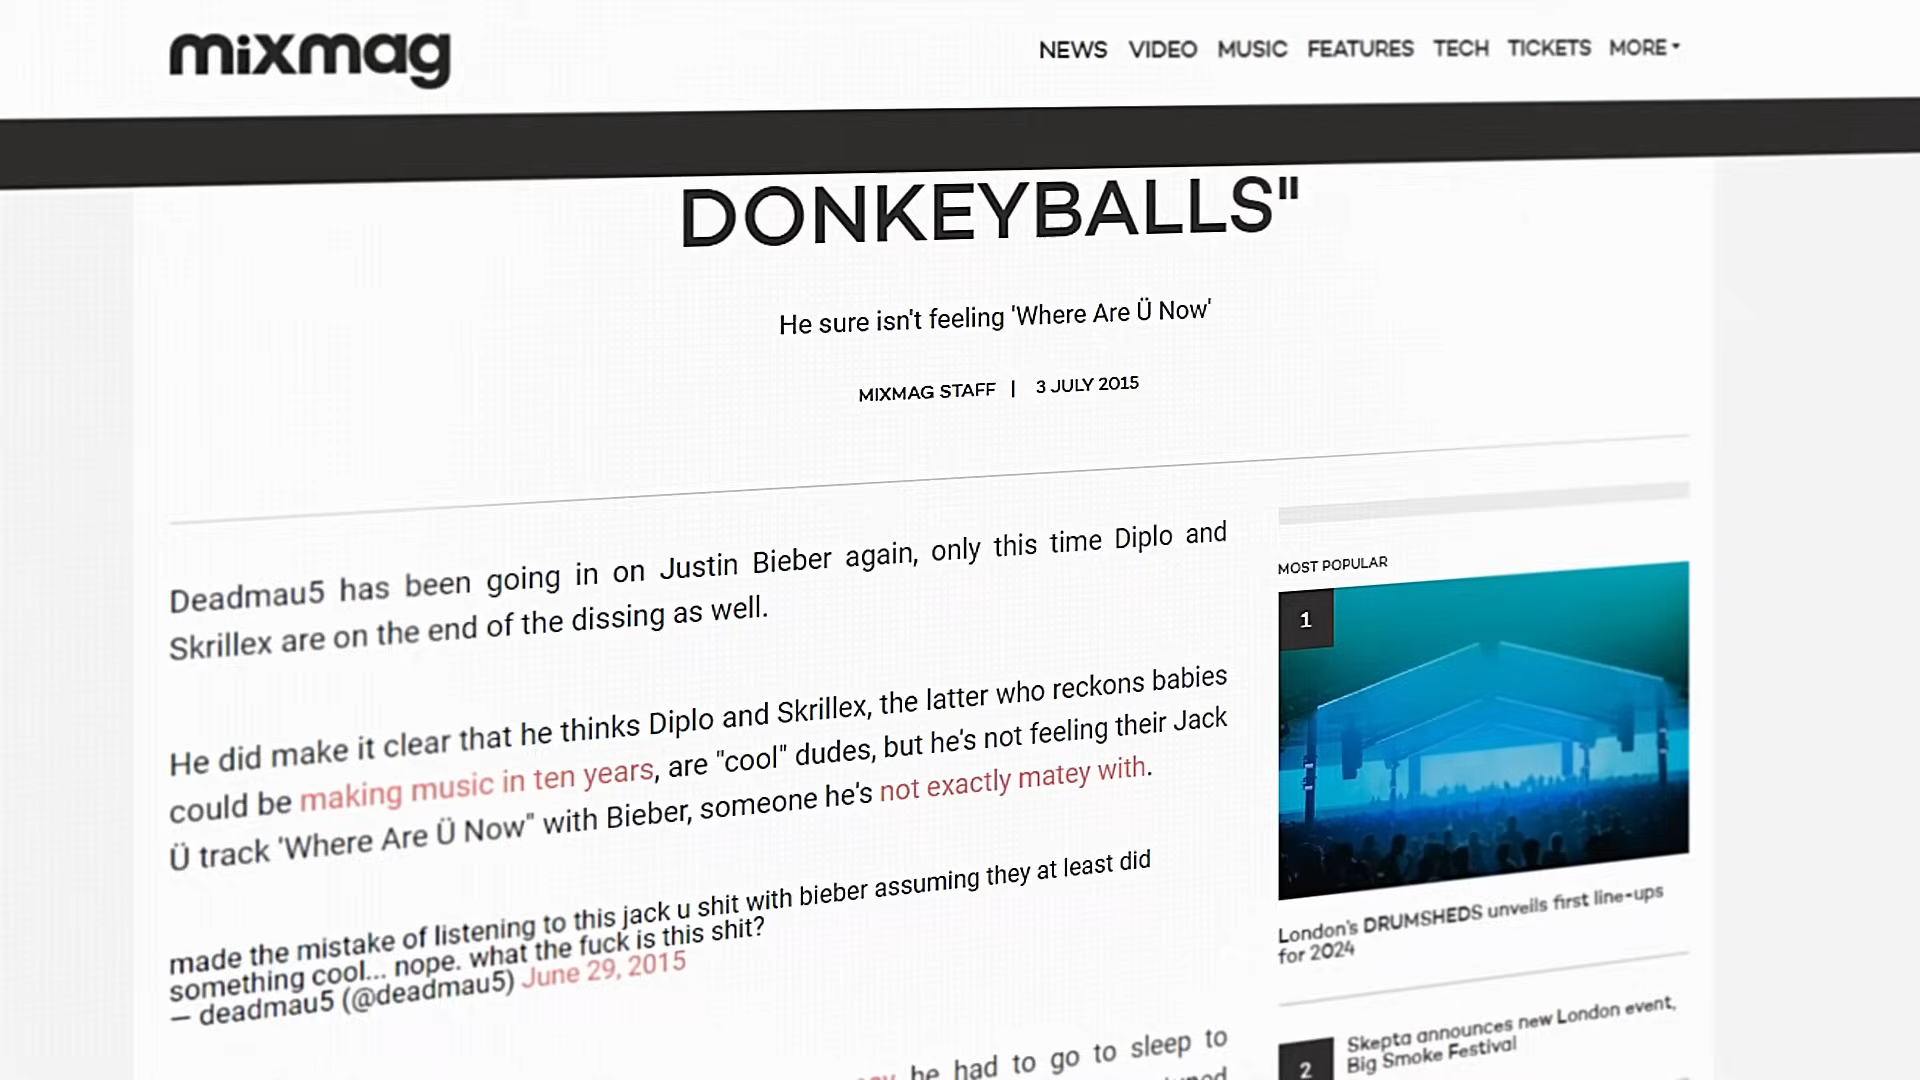 mixmag
NEWS VIDEO MUSIC FEATURES TECH TICKETS MORE
DONKEYBALLS"
He sure isn't feeling 'Where Are Ü Now'
MIXMAG STAFF | 3 JULY 2015
Deadmau5 has been going in on Justin Bieber again, only this time Diplo and
Skrillex are on the end of the dissing as well.
He did make it clear that he thinks Diplo and Skrillex, the latter who reckons babies
could be making music in ten years, are "cool" dudes, but he's not feeling their Jack
Ü track 'Where Are Ü Now" with Bieber, someone he's not exactly matey with.
made the mistake of listening to this jack u shit with bieber assuming they at least did
something cool... nope. what the fuck is this shit?
— deadmau5 (@deadmau5) June 29, 2015
he had to go to sleep to
MOST POPULAR
1
London's DRUMSHEDS unveils first line-ups
for 2024
2
Skepta announces new London event,
Big Smoke Festival